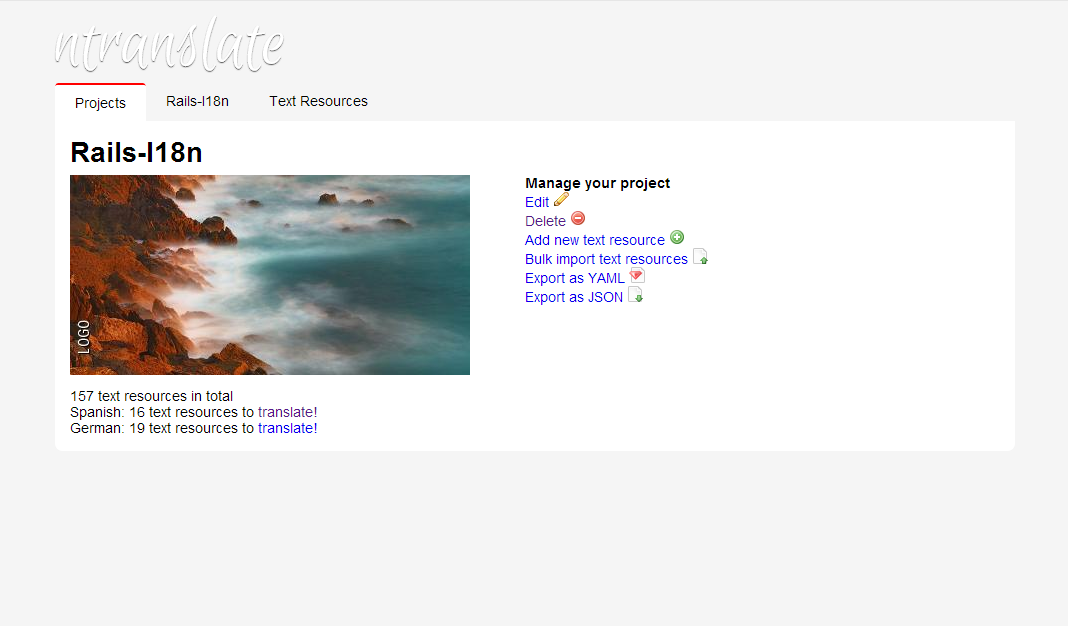 ntranslate
Projects
Rails-I18n
Text Resources
Rails-I18n
LOGO
Manage your project
Edit
Delete
Add new text resource
Bulk import text resources
Export as YAML
Export as JSON
157 text resources in total
Spanish: 16 text resources to translate!
German: 19 text resources to translate!